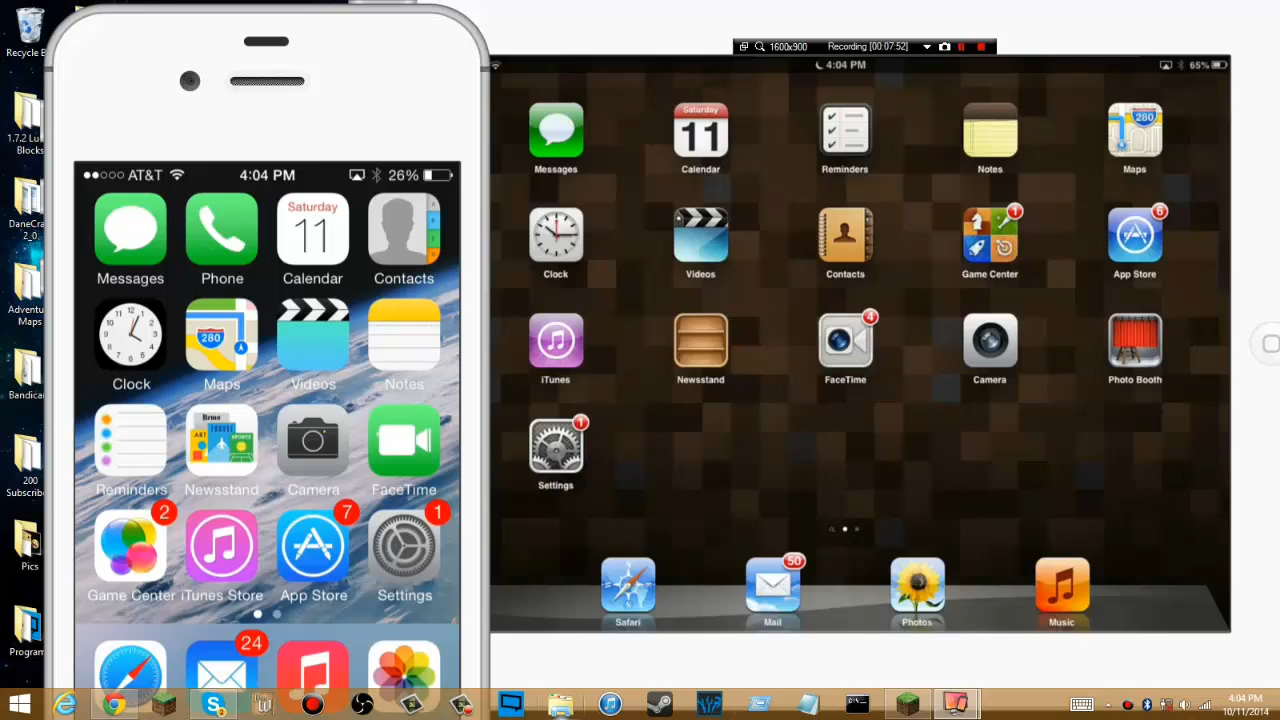 Recycle B
1.7.2 Lu
Blocks
DaneCra
2.0
Adventu
Maps
Bandica
200
Subscribe
Pics
Program
1600x900 Recording [00:07:52]
AT&T 4:04 PM 26%
Messages Phone Saturday 11 Calendar Contacts
Clock 280 Maps Videos Notes
Reminders Newsstand Camera FaceTime
2 7 1
Game Center iTunes Store App Store Settings
24
4:04 PM 65%
Messages Saturday 11 Calendar Reminders Notes 280 Maps
1 6
Clock Videos Contacts Game Center App Store
4
iTunes Newsstand FaceTime Camera Photo Booth
1
Settings
50
Safari Mail Photos Music
4:04 PM
10/11/2014